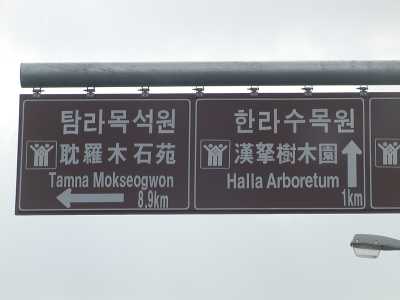 탐라목석원
耽羅木石苑
Tamna Mokseogwon
8.9km
한라수목원
漢拏樹木園
Halla Arboretum
1km